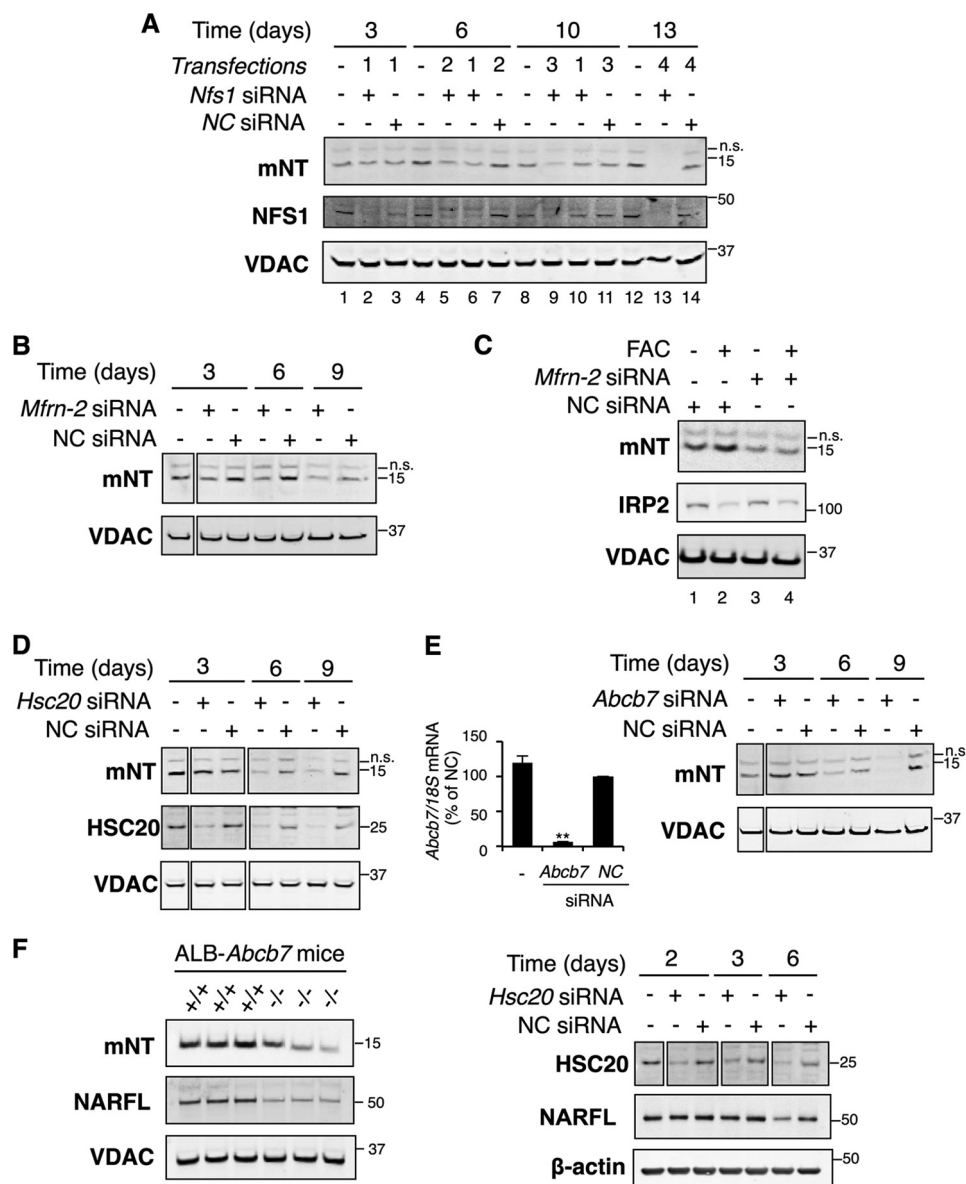 A
Time (days) 3 6 10 13
Transfections - 1 1 - 2 1 2 - 3 1 3 - 4 4
Nfs1 siRNA - + - - + + - - + + - - + -
NC siRNA - - + - - - + - - - + - - +
mNT n.s. 15
NFS1 50
VDAC 37
1 2 3 4 5 6 7 8 9 10 11 12 13 14
B
Time (days) 3 6 9
Mfrn-2 siRNA - + - + - + -
NC siRNA - - + - + - +
mNT n.s. 15
VDAC 37
C
FAC - + - +
Mfrn-2 siRNA - - + +
NC siRNA + + - -
mNT n.s. 15
IRP2 100
VDAC 37
1 2 3 4
D
Time (days) 3 6 9
Hsc20 siRNA - + - + - + -
NC siRNA - - + - + - +
mNT n.s. 15
HSC20 25
VDAC 37
E
Abcb7/18S mRNA
(% of NC)
150
100
50
0
**
- Abcb7 NC
siRNA
Time (days) 3 6 9
Abcb7 siRNA - + - + - + -
NC siRNA - - + - + - +
mNT n.s 15
VDAC 37
F
ALB-Abcb7 mice
+/+ +/+ +/+ -/- -/- -/-
mNT 15
NARFL 50
VDAC 37
Time (days) 2 3 6
Hsc20 siRNA - + - + - + -
NC siRNA - - + - + - +
HSC20 25
NARFL 50
β-actin 50